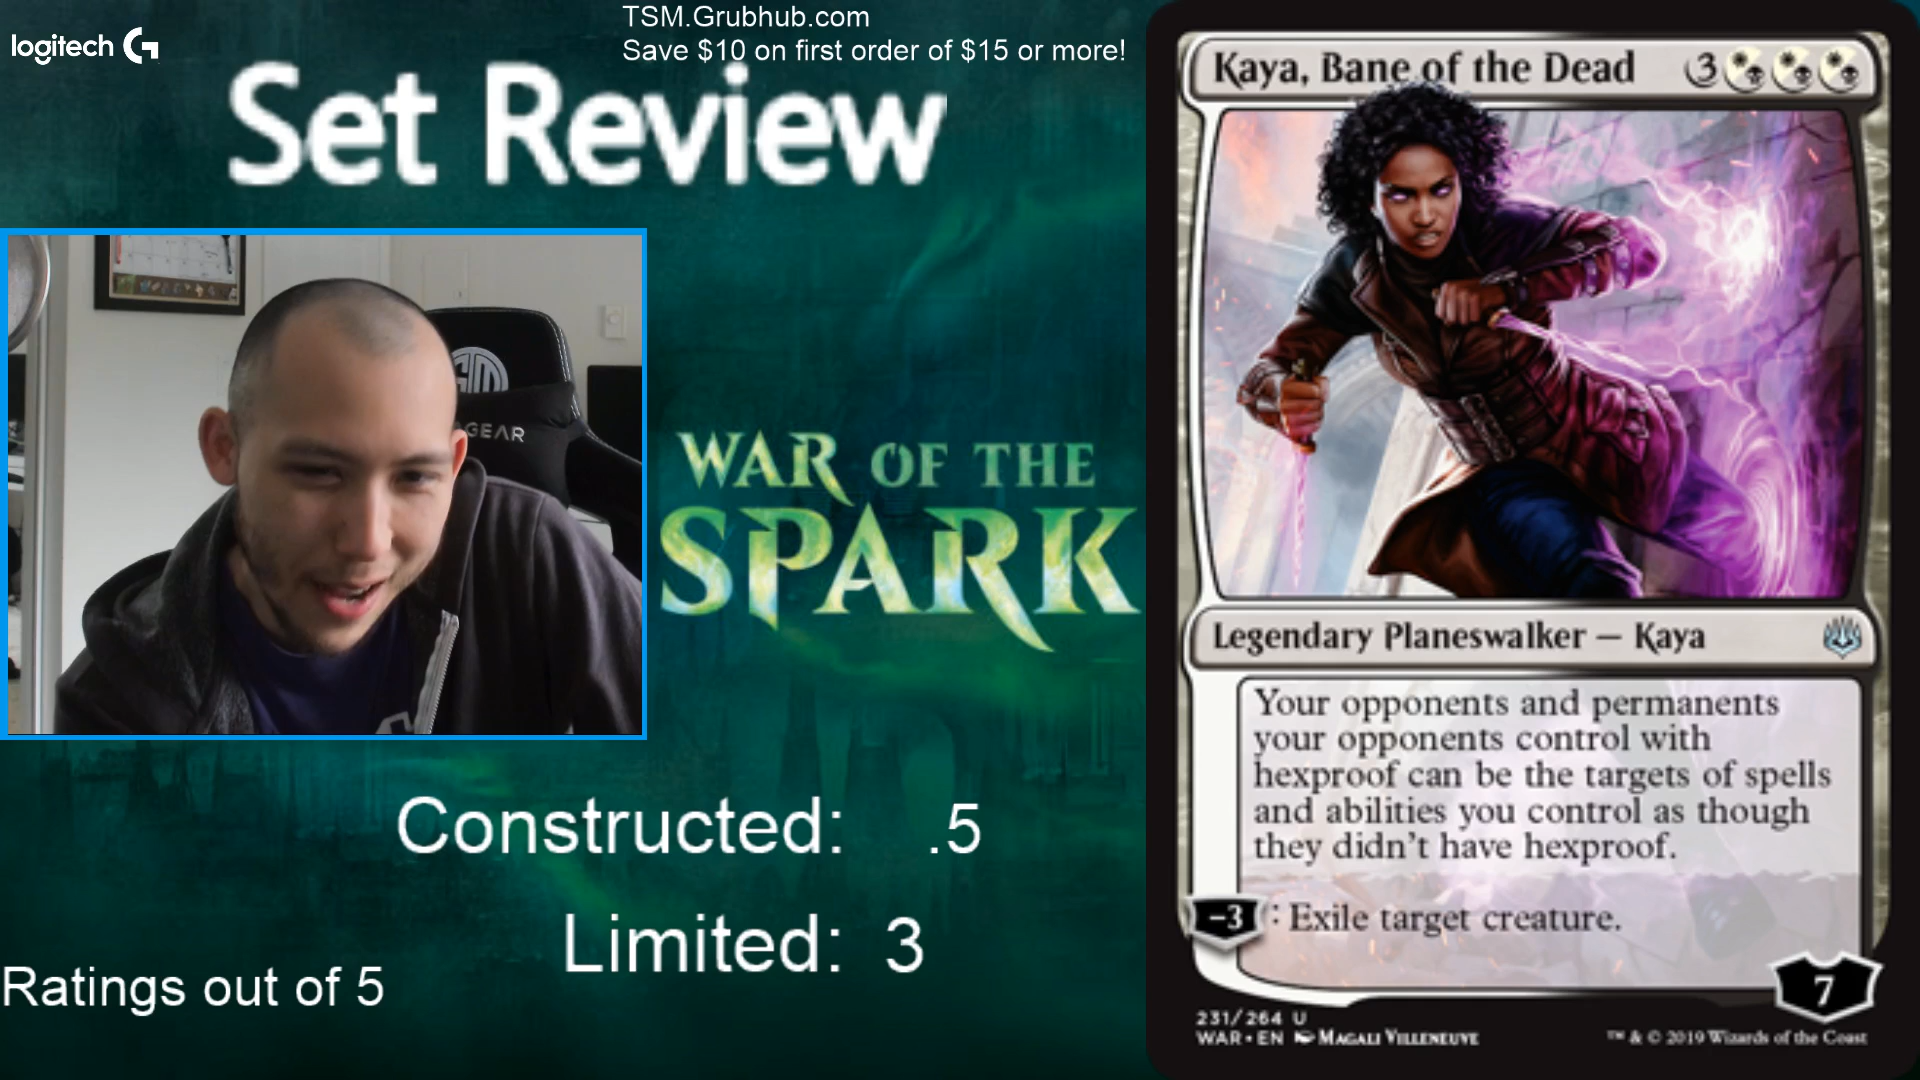 logitech G
TSM.Grubhub.com
Save $10 on first order of $15 or more!
Set Review
GEAR
WAR OF THE
SPARK
Constructed: .5
Limited: 3
Ratings out of 5
Kaya, Bane of the Dead 3
Legendary Planeswalker — Kaya
Your opponents and permanents
your opponents control with
hexproof can be the targets of spells
and abilities you control as though
they didn't have hexproof.
−3 : Exile target creature.
7
231/264 U
WAR • EN MAGALI VILLENEUVE
™ & © 2019 Wizards of the Coast